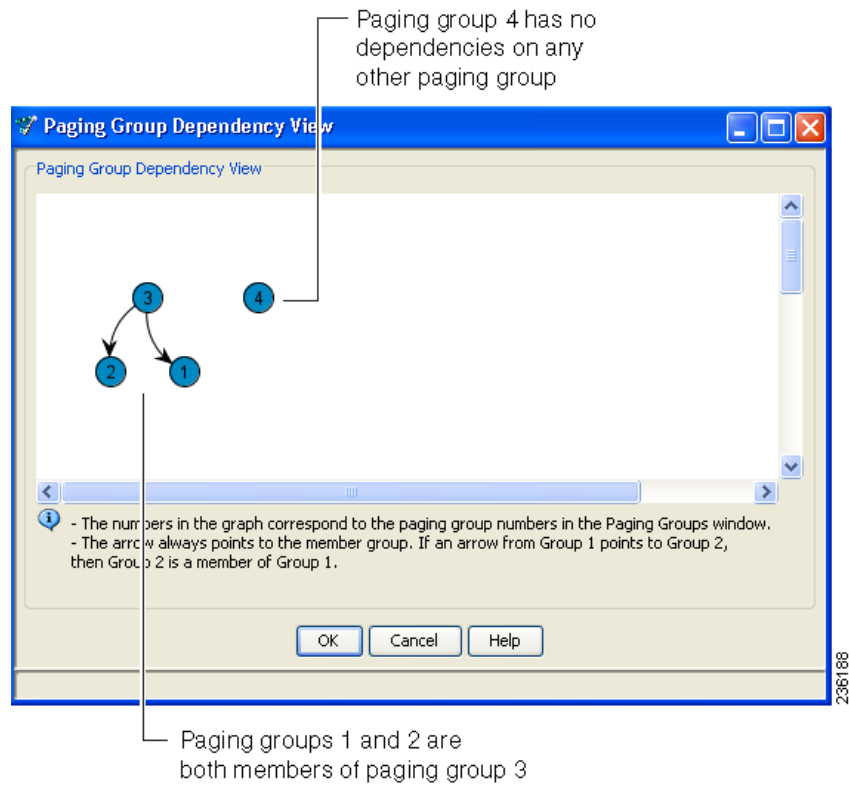 Paging group 4 has no
dependencies on any
other paging group
Paging Group Dependency View
Paging Group Dependency View
3
4
2
1
- The numbers in the graph correspond to the paging group numbers in the Paging Groups window.
- The arrow always points to the member group. If an arrow from Group 1 points to Group 2,
then Group 2 is a member of Group 1.
OK
Cancel
Help
236188
Paging groups 1 and 2 are
both members of paging group 3